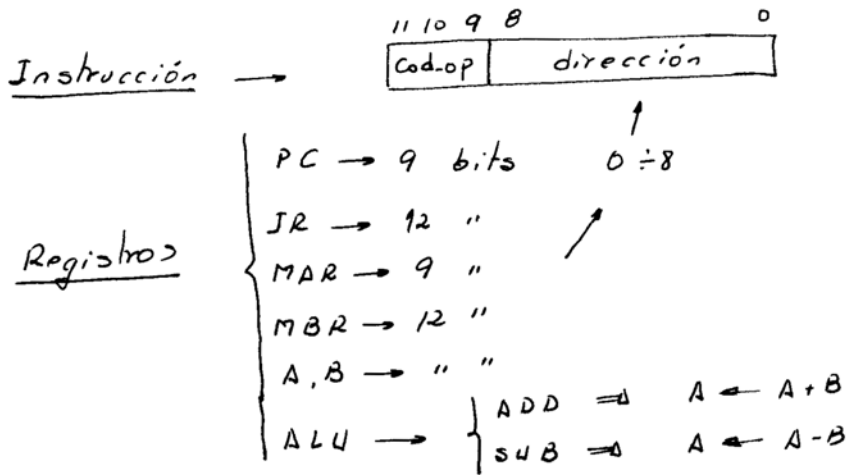 11 10 9 8 0
Instrucción → Cod-op dirección
PC → 9 bits 0 ÷ 8
IR → 12 "
Registros
MAR → 9 "
MBR → 12 "
A, B → " "
ADD ⇒ A ← A + B
ALU →
SUB ⇒ A ← A - B